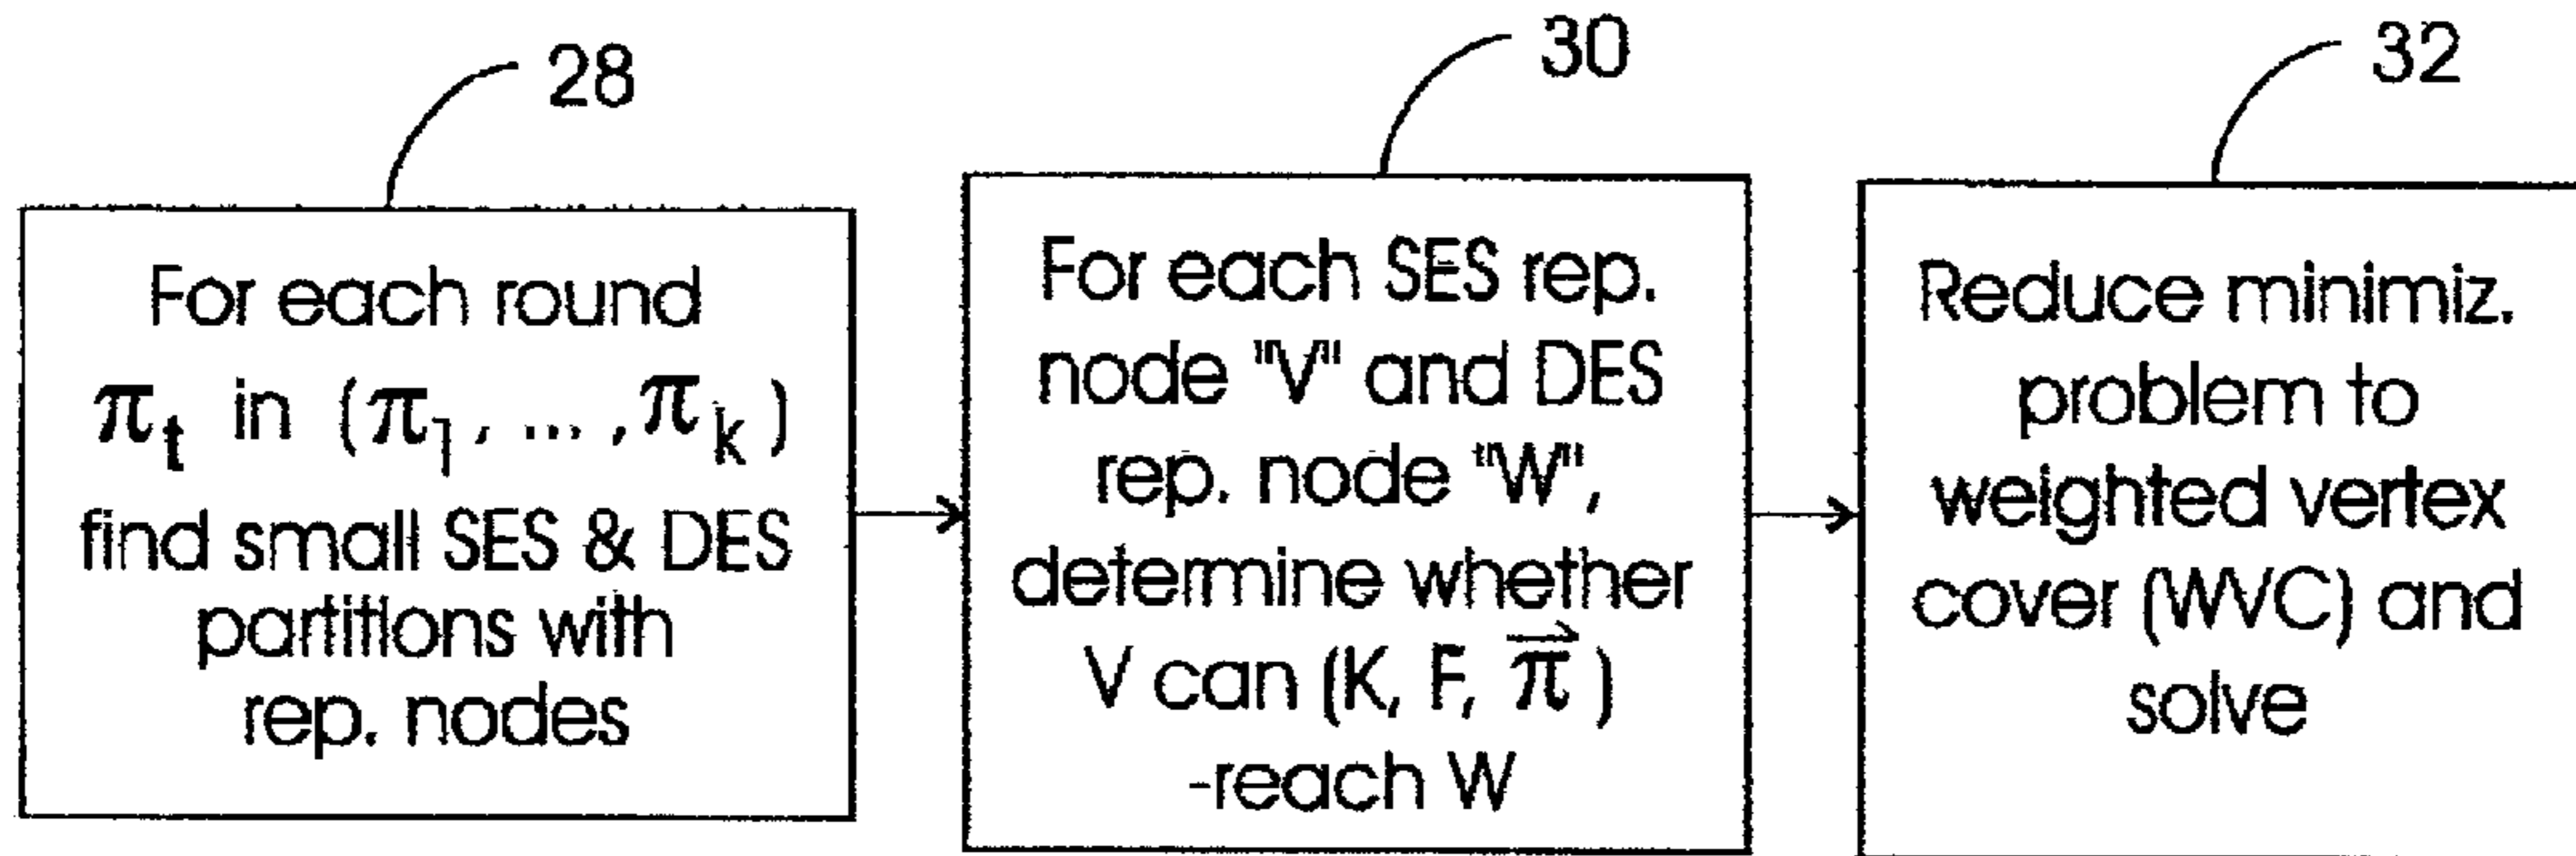 28
30
32
For each round
π_t in (π_1, ... ,π_k)
find small SES & DES
partitions with
rep. nodes
For each SES rep.
node "V" and DES
rep. node "W",
determine whether
V can (K, F, π⃗)
-reach W
Reduce minimiz.
problem to
weighted vertex
cover (WVC) and
solve